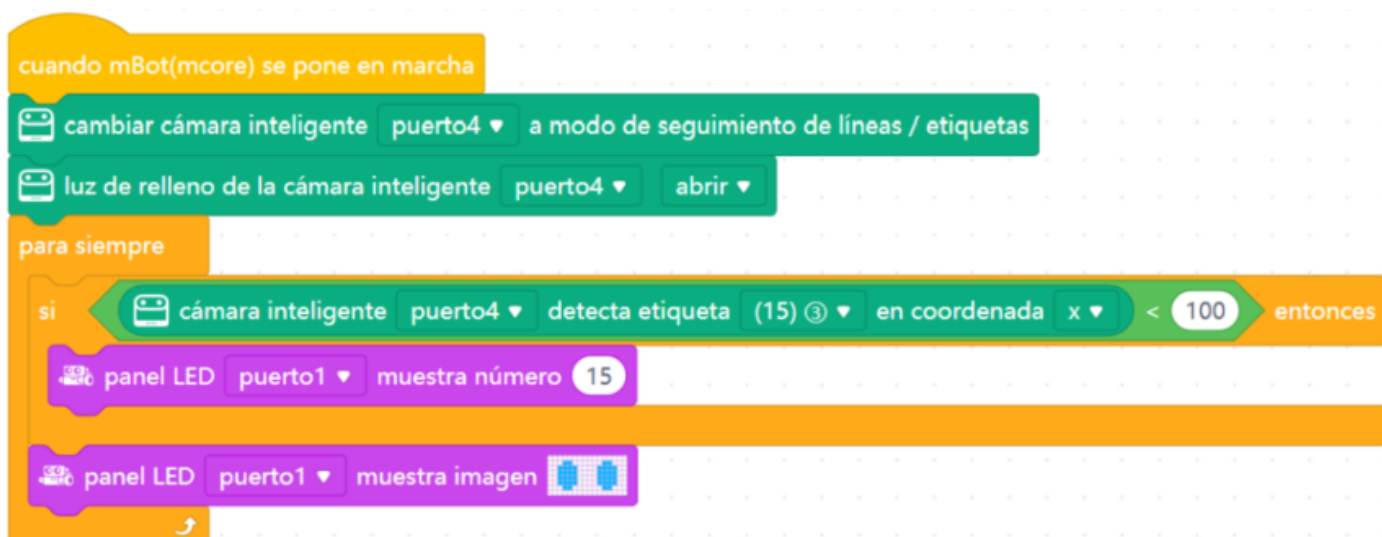 cuando mBot(mcore) se pone en marcha
cambiar cámara inteligente puerto4 ▼ a modo de seguimiento de líneas / etiquetas
luz de relleno de la cámara inteligente puerto4 ▼ abrir ▼
para siempre
si cámara inteligente puerto4 ▼ detecta etiqueta (15) ③ ▼ en coordenada x ▼ < 100 entonces
panel LED puerto1 ▼ muestra número 15
panel LED puerto1 ▼ muestra imagen